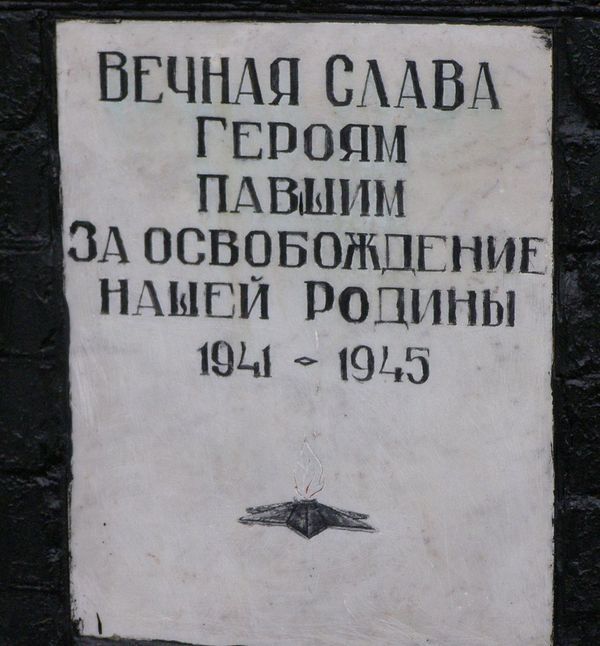 ВЕЧНАЯ СЛАВА
ГЕРОЯМ
ПАВШИМ
ЗА ОСВОБОЖДЕНИЕ
НАШЕЙ РОДИНЫ
1941 - 1945